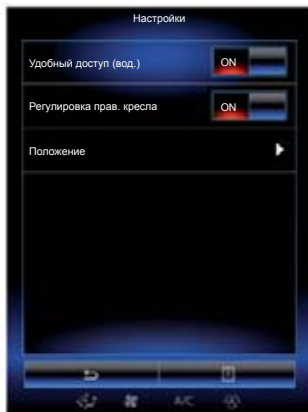 Настройки
Удобный доступ (вод.)
ON
Регулировка прав. кресла
ON
Положение
A/C